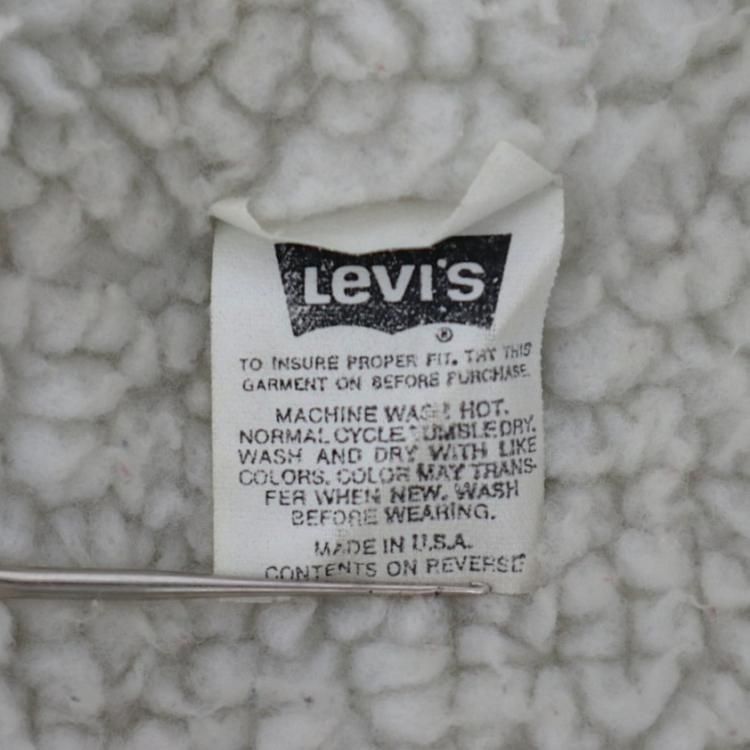 Levi's
®
TO INSURE PROPER FIT. TRY THIS
GARMENT ON BEFORE PURCHASE.
MACHINE WASH HOT.
NORMAL CYCLE TUMBLE DRY.
WASH AND DRY WITH LIKE
COLORS. COLOR MAY TRANS-
FER WHEN NEW. WASH
BEFORE WEARING.
MADE IN U.S.A.
CONTENTS ON REVERSE